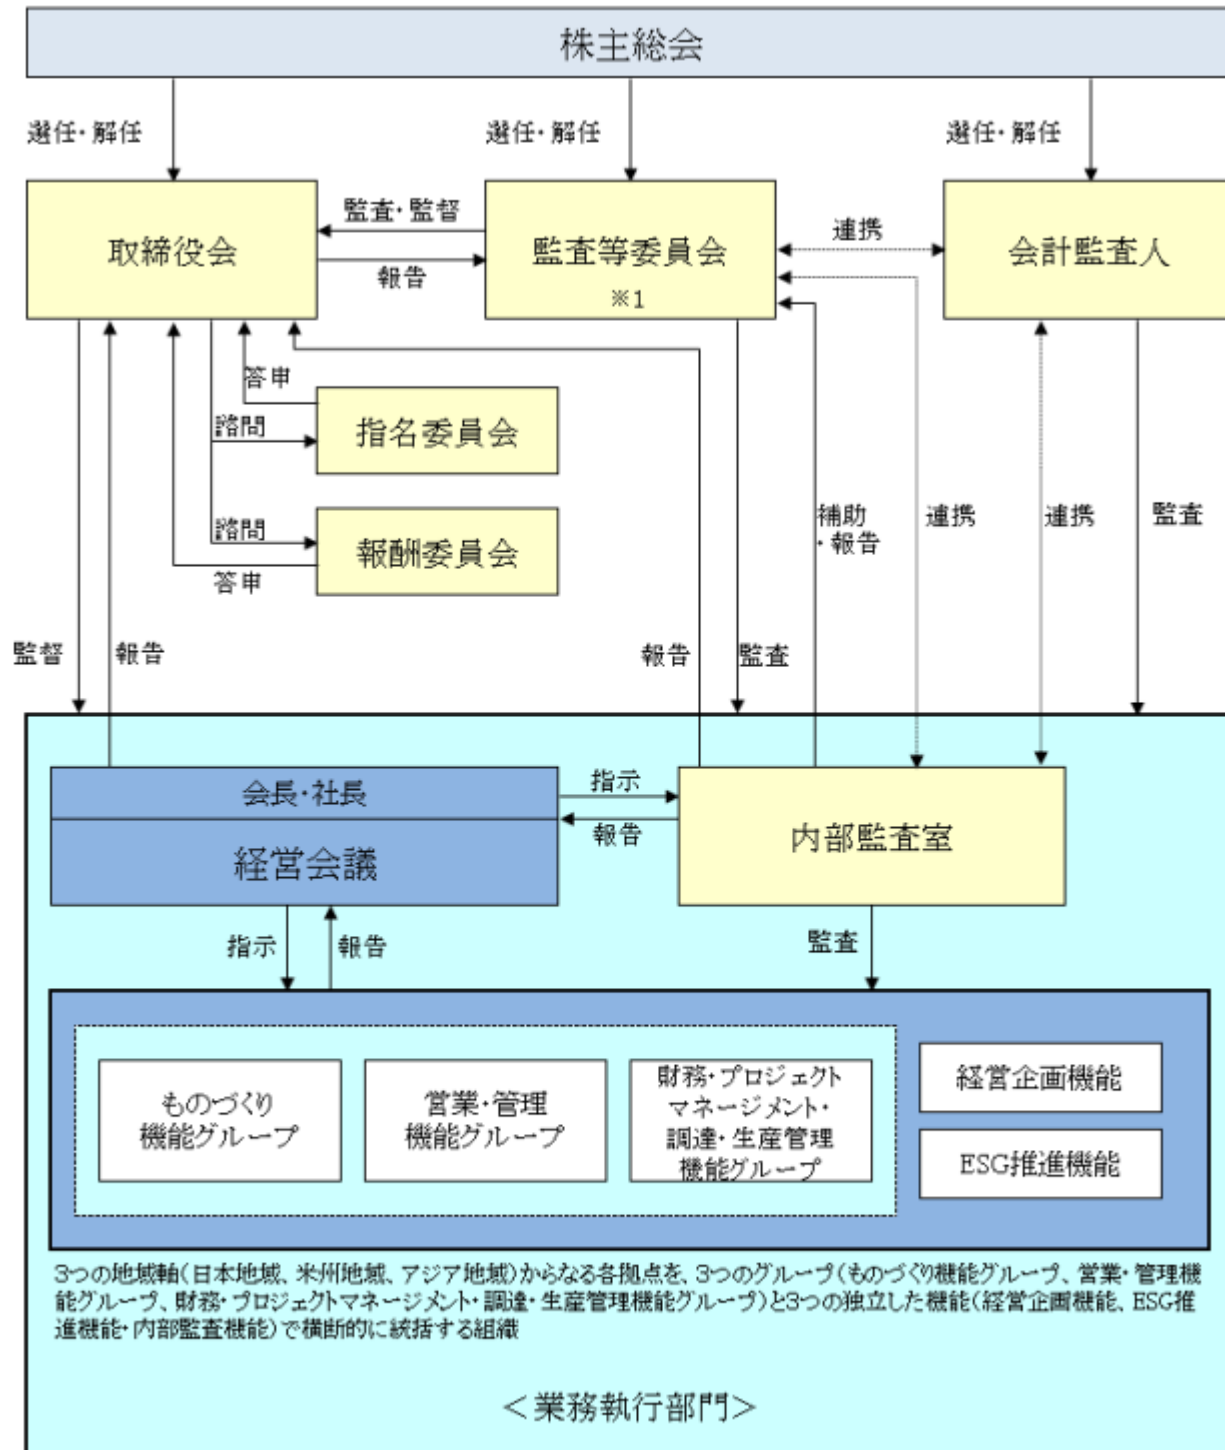 株主総会
選任・解任
選任・解任
選任・解任
取締役会
監査・監督
報告
監査等委員会
※1
連携
会計監査人
答申
諮問
指名委員会
諮問
答申
報酬委員会
補助
・報告
連携
連携
監査
監督
報告
報告
監査
会長・社長
経営会議
指示
報告
内部監査室
指示
報告
監査
ものづくり
機能グループ
営業・管理
機能グループ
財務・プロジェクト
マネージメント・
調達・生産管理
機能グループ
経営企画機能
ESG推進機能
3つの地域軸(日本地域、米州地域、アジア地域)からなる各拠点を、3つのグループ(ものづくり機能グループ、営業・管理機
能グループ、財務・プロジェクトマネージメント・調達・生産管理機能グループ)と3つの独立した機能(経営企画機能、ESG推
進機能・内部監査機能)で横断的に統括する組織
＜業務執行部門＞